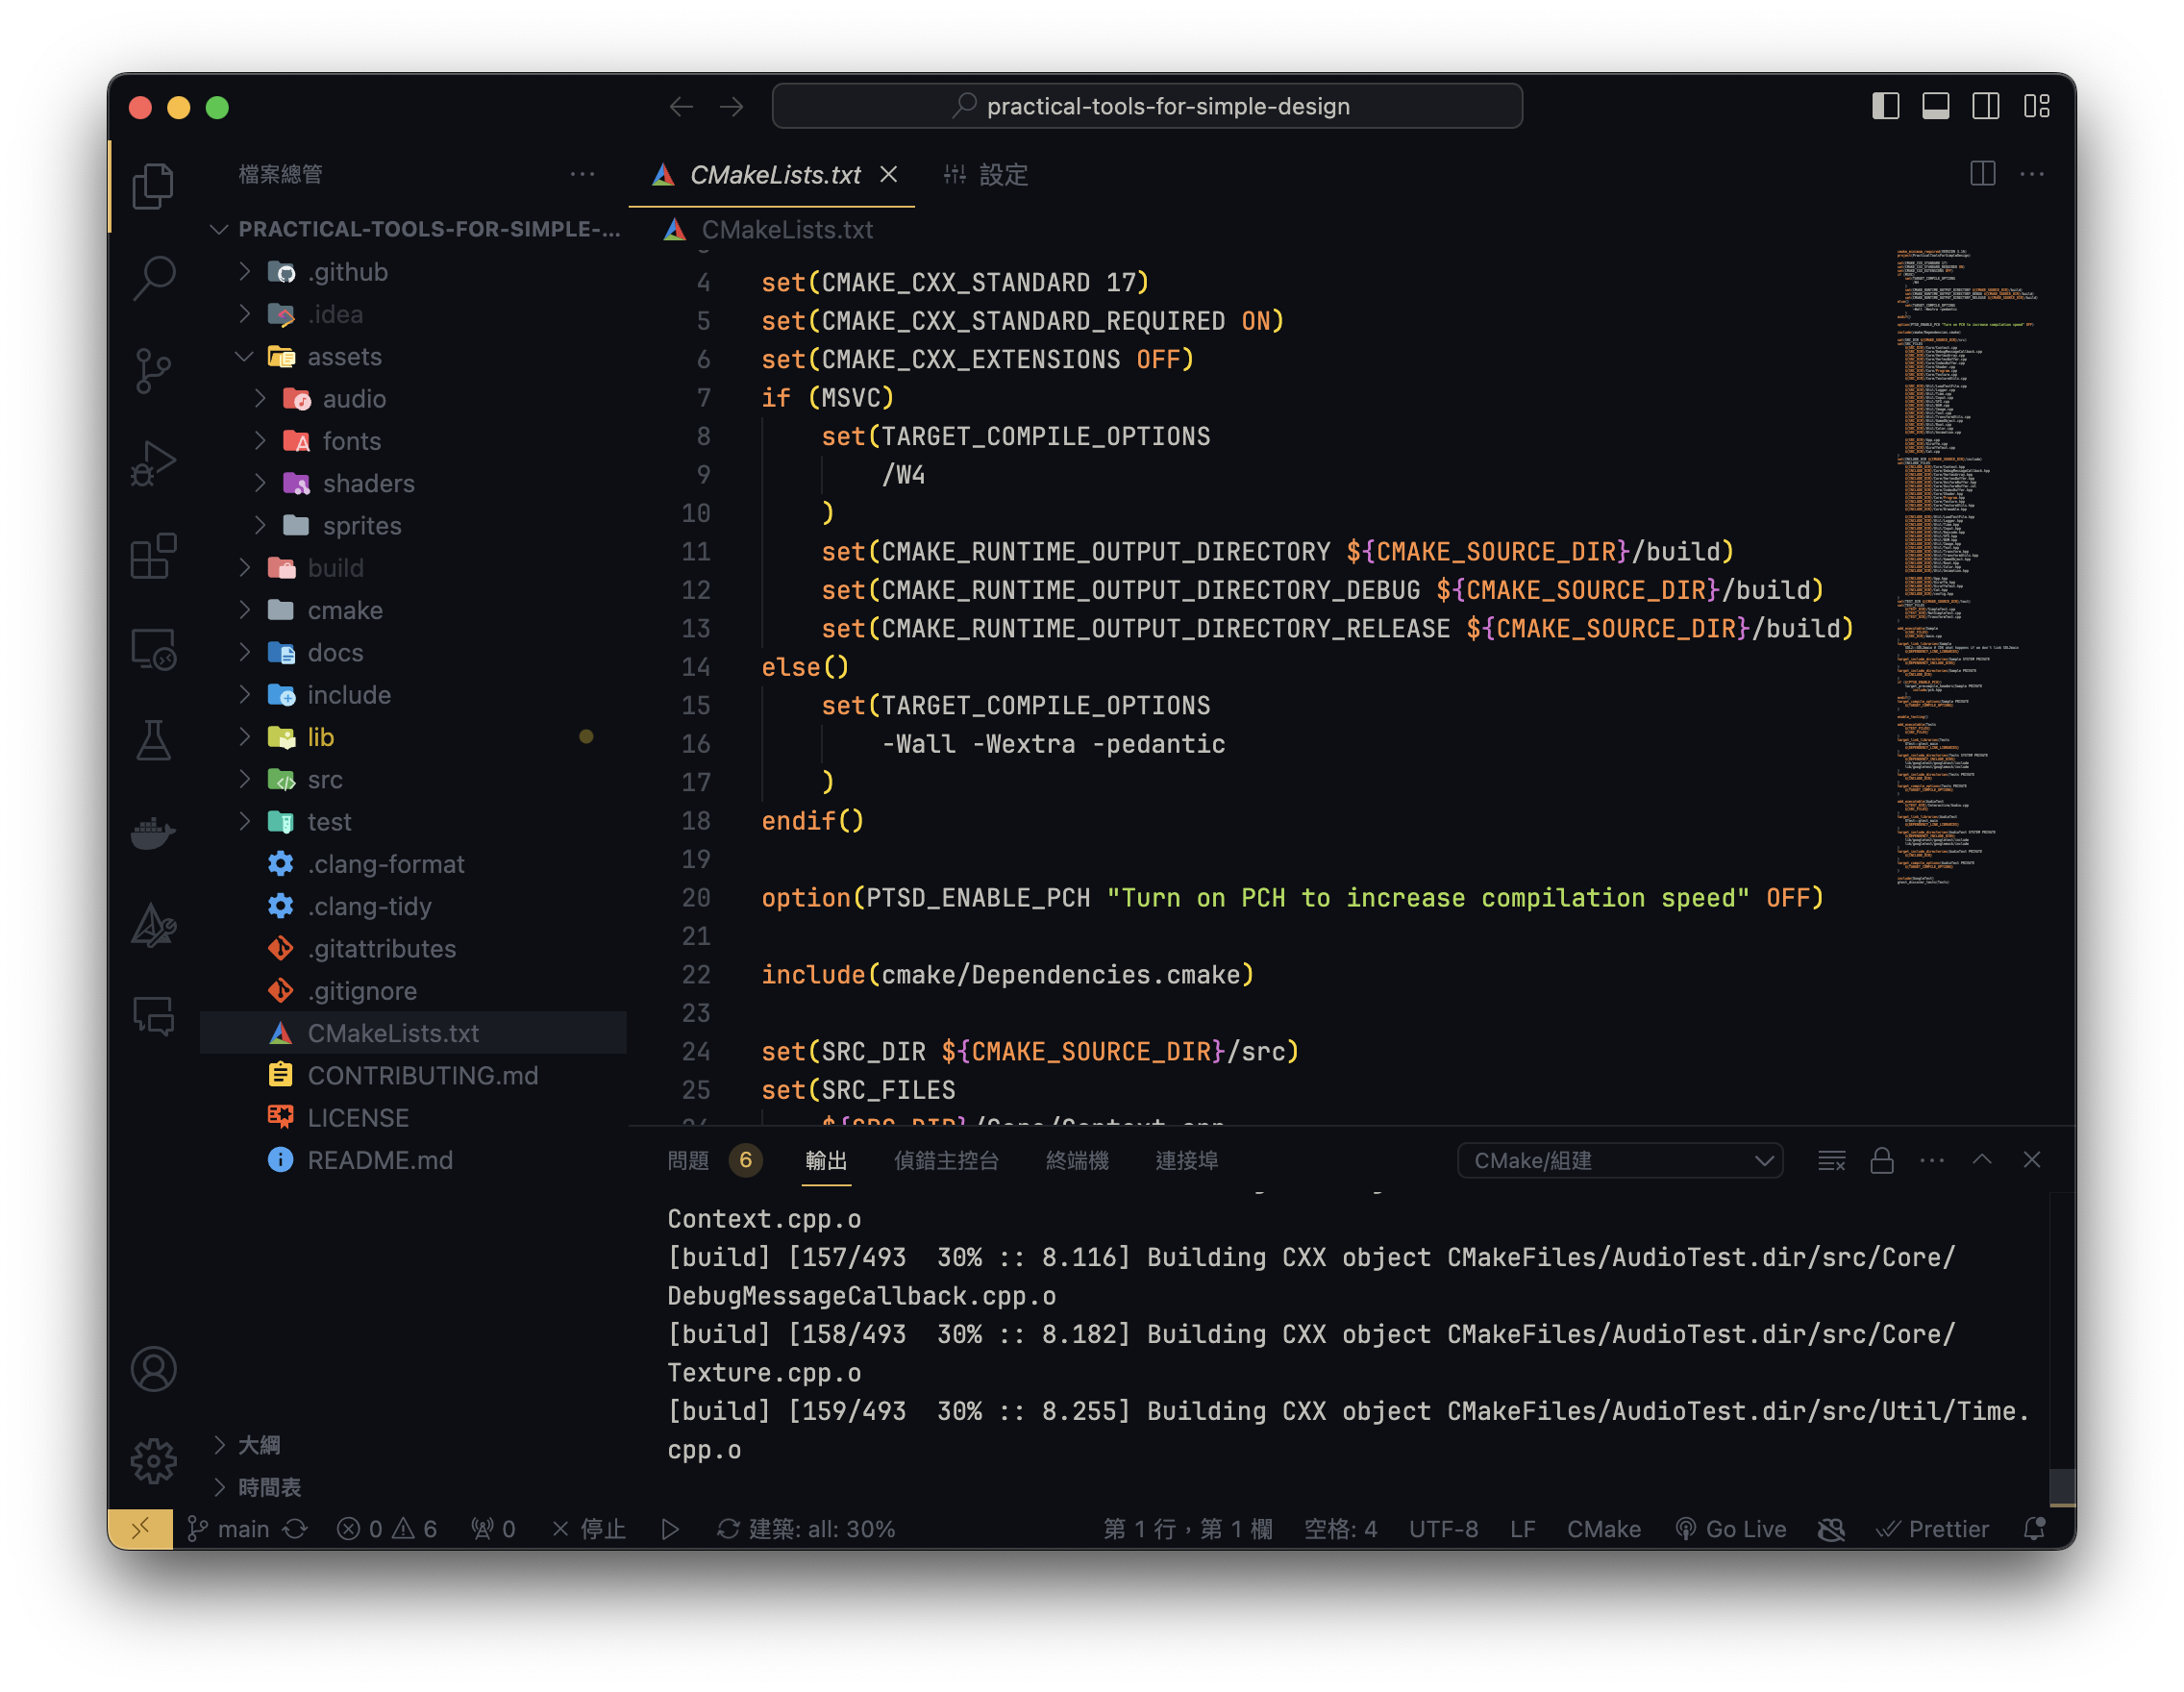 practical-tools-for-simple-design
檔案總管
CMakeLists.txt
設定
PRACTICAL-TOOLS-FOR-SIMPLE-...
.github
.idea
assets
audio
fonts
shaders
sprites
build
cmake
docs
include
lib
src
test
.clang-format
.clang-tidy
.gitattributes
.gitignore
CMakeLists.txt
CONTRIBUTING.md
LICENSE
README.md
大綱
時間表
CMakeLists.txt
4 set(CMAKE_CXX_STANDARD 17)
5 set(CMAKE_CXX_STANDARD_REQUIRED ON)
6 set(CMAKE_CXX_EXTENSIONS OFF)
7 if (MSVC)
8 set(TARGET_COMPILE_OPTIONS
9 /W4
10 )
11 set(CMAKE_RUNTIME_OUTPUT_DIRECTORY ${CMAKE_SOURCE_DIR}/build)
12 set(CMAKE_RUNTIME_OUTPUT_DIRECTORY_DEBUG ${CMAKE_SOURCE_DIR}/build)
13 set(CMAKE_RUNTIME_OUTPUT_DIRECTORY_RELEASE ${CMAKE_SOURCE_DIR}/build)
14 else()
15 set(TARGET_COMPILE_OPTIONS
16 -Wall -Wextra -pedantic
17 )
18 endif()
19
20 option(PTSD_ENABLE_PCH "Turn on PCH to increase compilation speed" OFF)
21
22 include(cmake/Dependencies.cmake)
23
24 set(SRC_DIR ${CMAKE_SOURCE_DIR}/src)
25 set(SRC_FILES
問題 6 輸出 偵錯主控台 終端機 連接埠 CMake/組建
Context.cpp.o
[build] [157/493 30% :: 8.116] Building CXX object CMakeFiles/AudioTest.dir/src/Core/
DebugMessageCallback.cpp.o
[build] [158/493 30% :: 8.182] Building CXX object CMakeFiles/AudioTest.dir/src/Core/
Texture.cpp.o
[build] [159/493 30% :: 8.255] Building CXX object CMakeFiles/AudioTest.dir/src/Util/Time.
cpp.o
main 0 6 0 停止 建築: all: 30% 第 1 行，第 1 欄 空格: 4 UTF-8 LF CMake Go Live Prettier